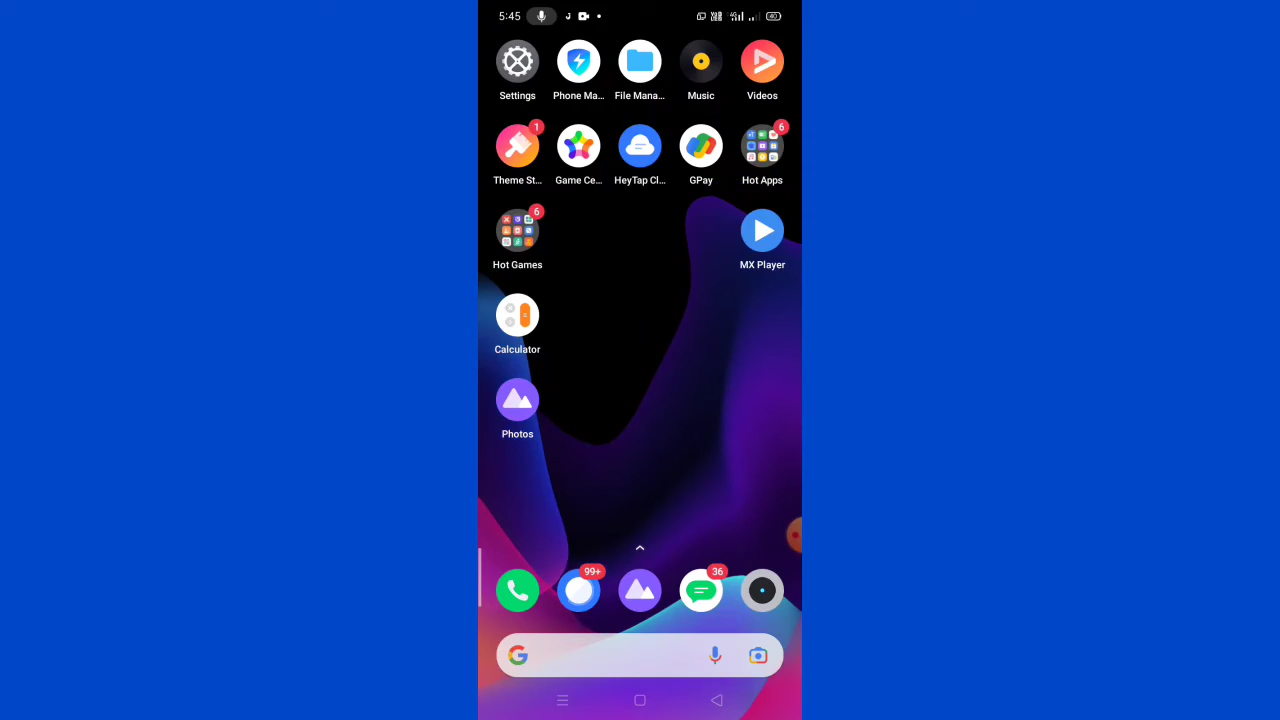 5:45
40
Settings
Phone Ma...
File Mana...
Music
Videos
1
6
Theme St...
Game Ce...
HeyTap Cl...
GPay
Hot Apps
6
Hot Games
MX Player
Calculator
Photos
99+
36